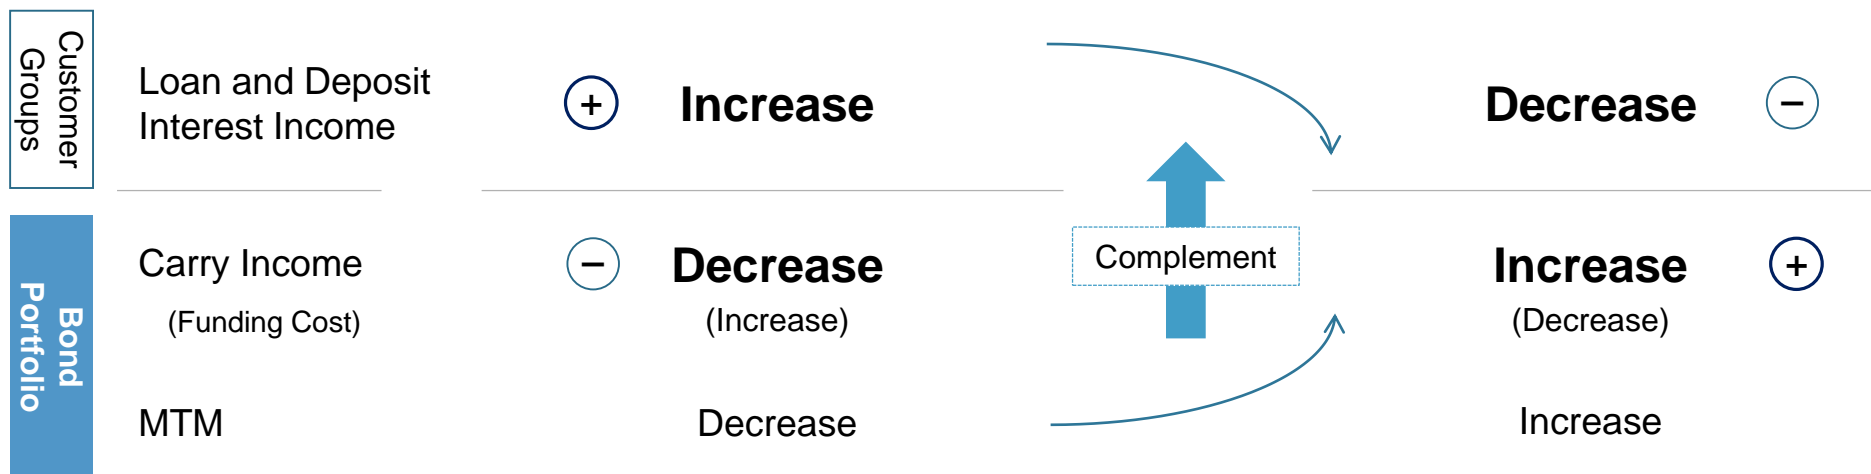 Customer
Groups
Loan and Deposit
Interest Income
+
Increase
Decrease
−
Bond
Portfolio
Carry Income
(Funding Cost)
−
Decrease
(Increase)
Complement
Increase
(Decrease)
+
MTM
Decrease
Increase